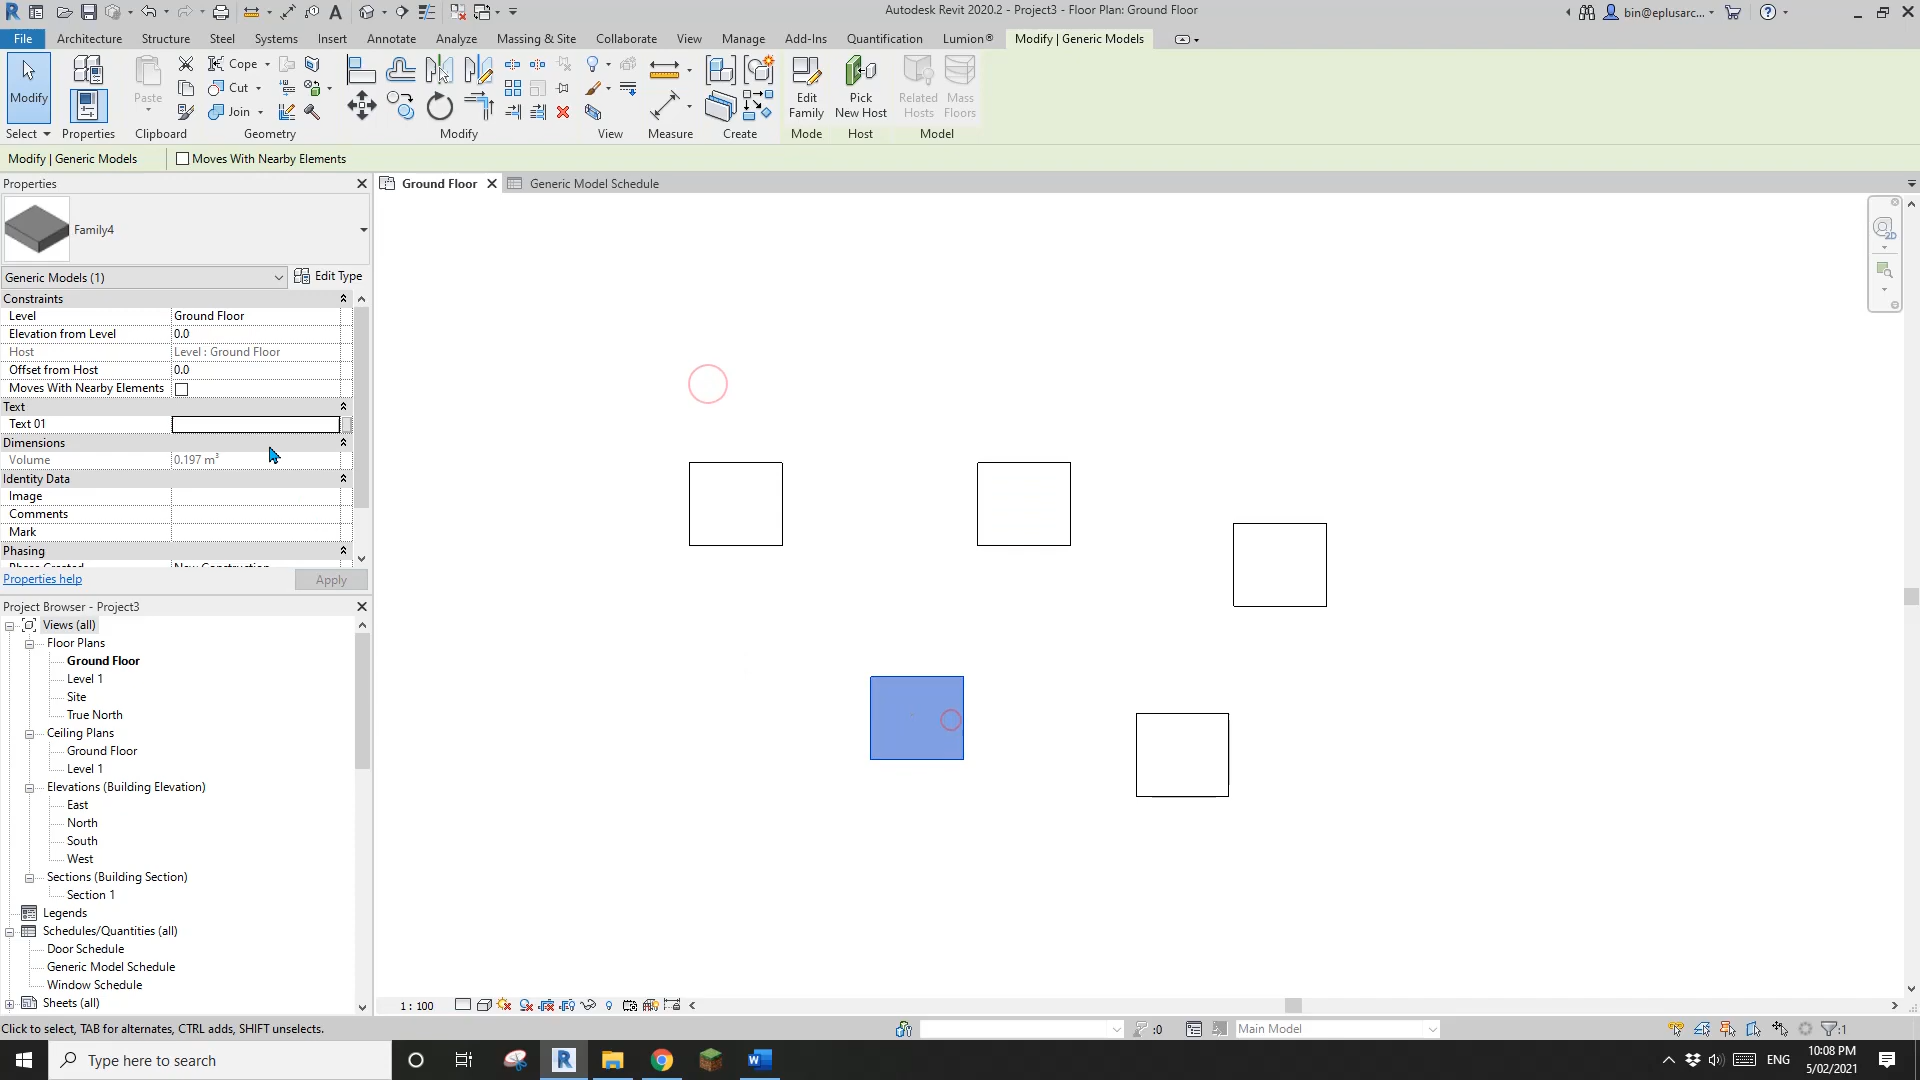 Autodesk Revit 2020.2 - Project3 - Floor Plan: Ground Floor
bin@eplusarc...
File Architecture Structure Steel Systems Insert Annotate Analyze Massing & Site Collaborate View Manage Add-Ins Quantification Lumion® Modify | Generic Models
Modify
Paste
Cope
Cut
Join
Edit Family
Pick New Host
Related Hosts
Mass Floors
Select Properties Clipboard Geometry Modify View Measure Create Mode Host Model
Modify | Generic Models Moves With Nearby Elements
Properties
Ground Floor Generic Model Schedule
Family4
2D
Generic Models (1) Edit Type
Constraints
Level Ground Floor
Elevation from Level 0.0
Host Level : Ground Floor
Offset from Host 0.0
Moves With Nearby Elements
Text
Text 01
Dimensions
Volume 0.197 m³
Identity Data
Image
Comments
Mark
Phasing
Properties help Apply
Project Browser - Project3
Views (all)
Floor Plans
Ground Floor
Level 1
Site
True North
Ceiling Plans
Ground Floor
Level 1
Elevations (Building Elevation)
East
North
South
West
Sections (Building Section)
Section 1
Legends
Schedules/Quantities (all)
Door Schedule
Generic Model Schedule
Window Schedule
Sheets (all)
1 : 100
Click to select, TAB for alternates, CTRL adds, SHIFT unselects.
:0
Main Model
:1
Type here to search
ENG
10:08 PM
5/02/2021